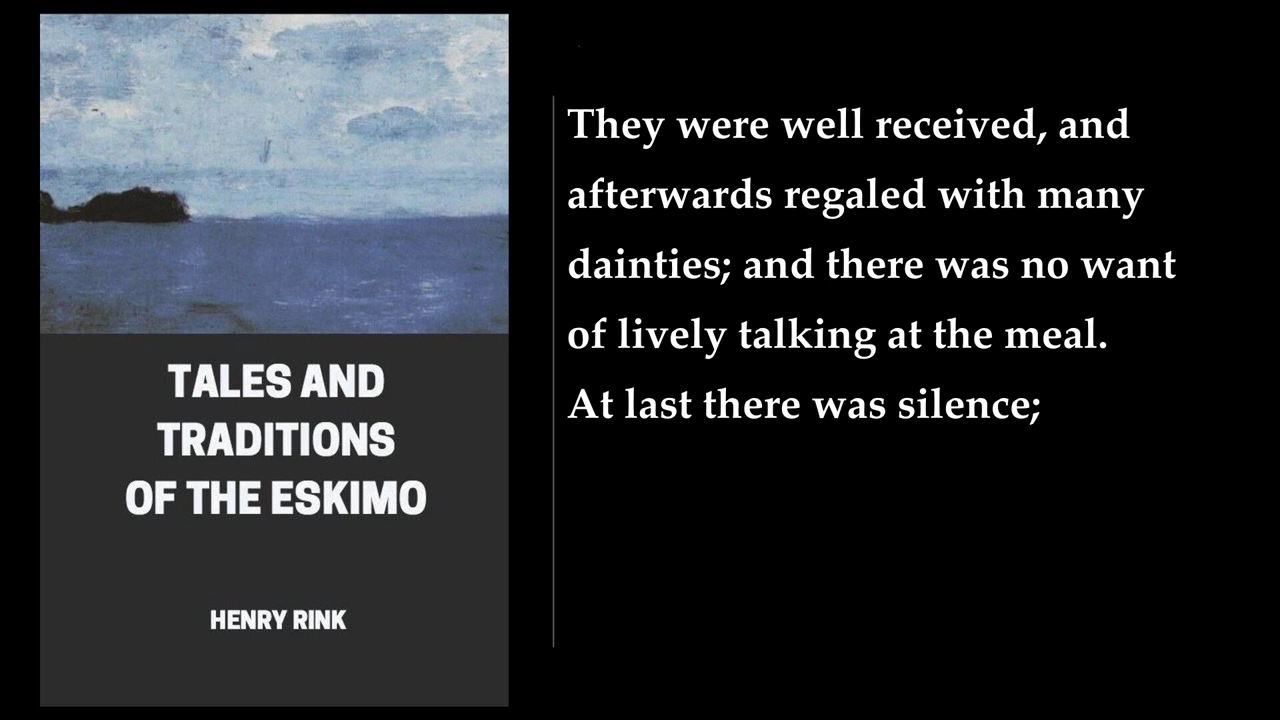 TALES AND
TRADITIONS
OF THE ESKIMO
HENRY RINK
They were well received, and
afterwards regaled with many
dainties; and there was no want
of lively talking at the meal.
At last there was silence;